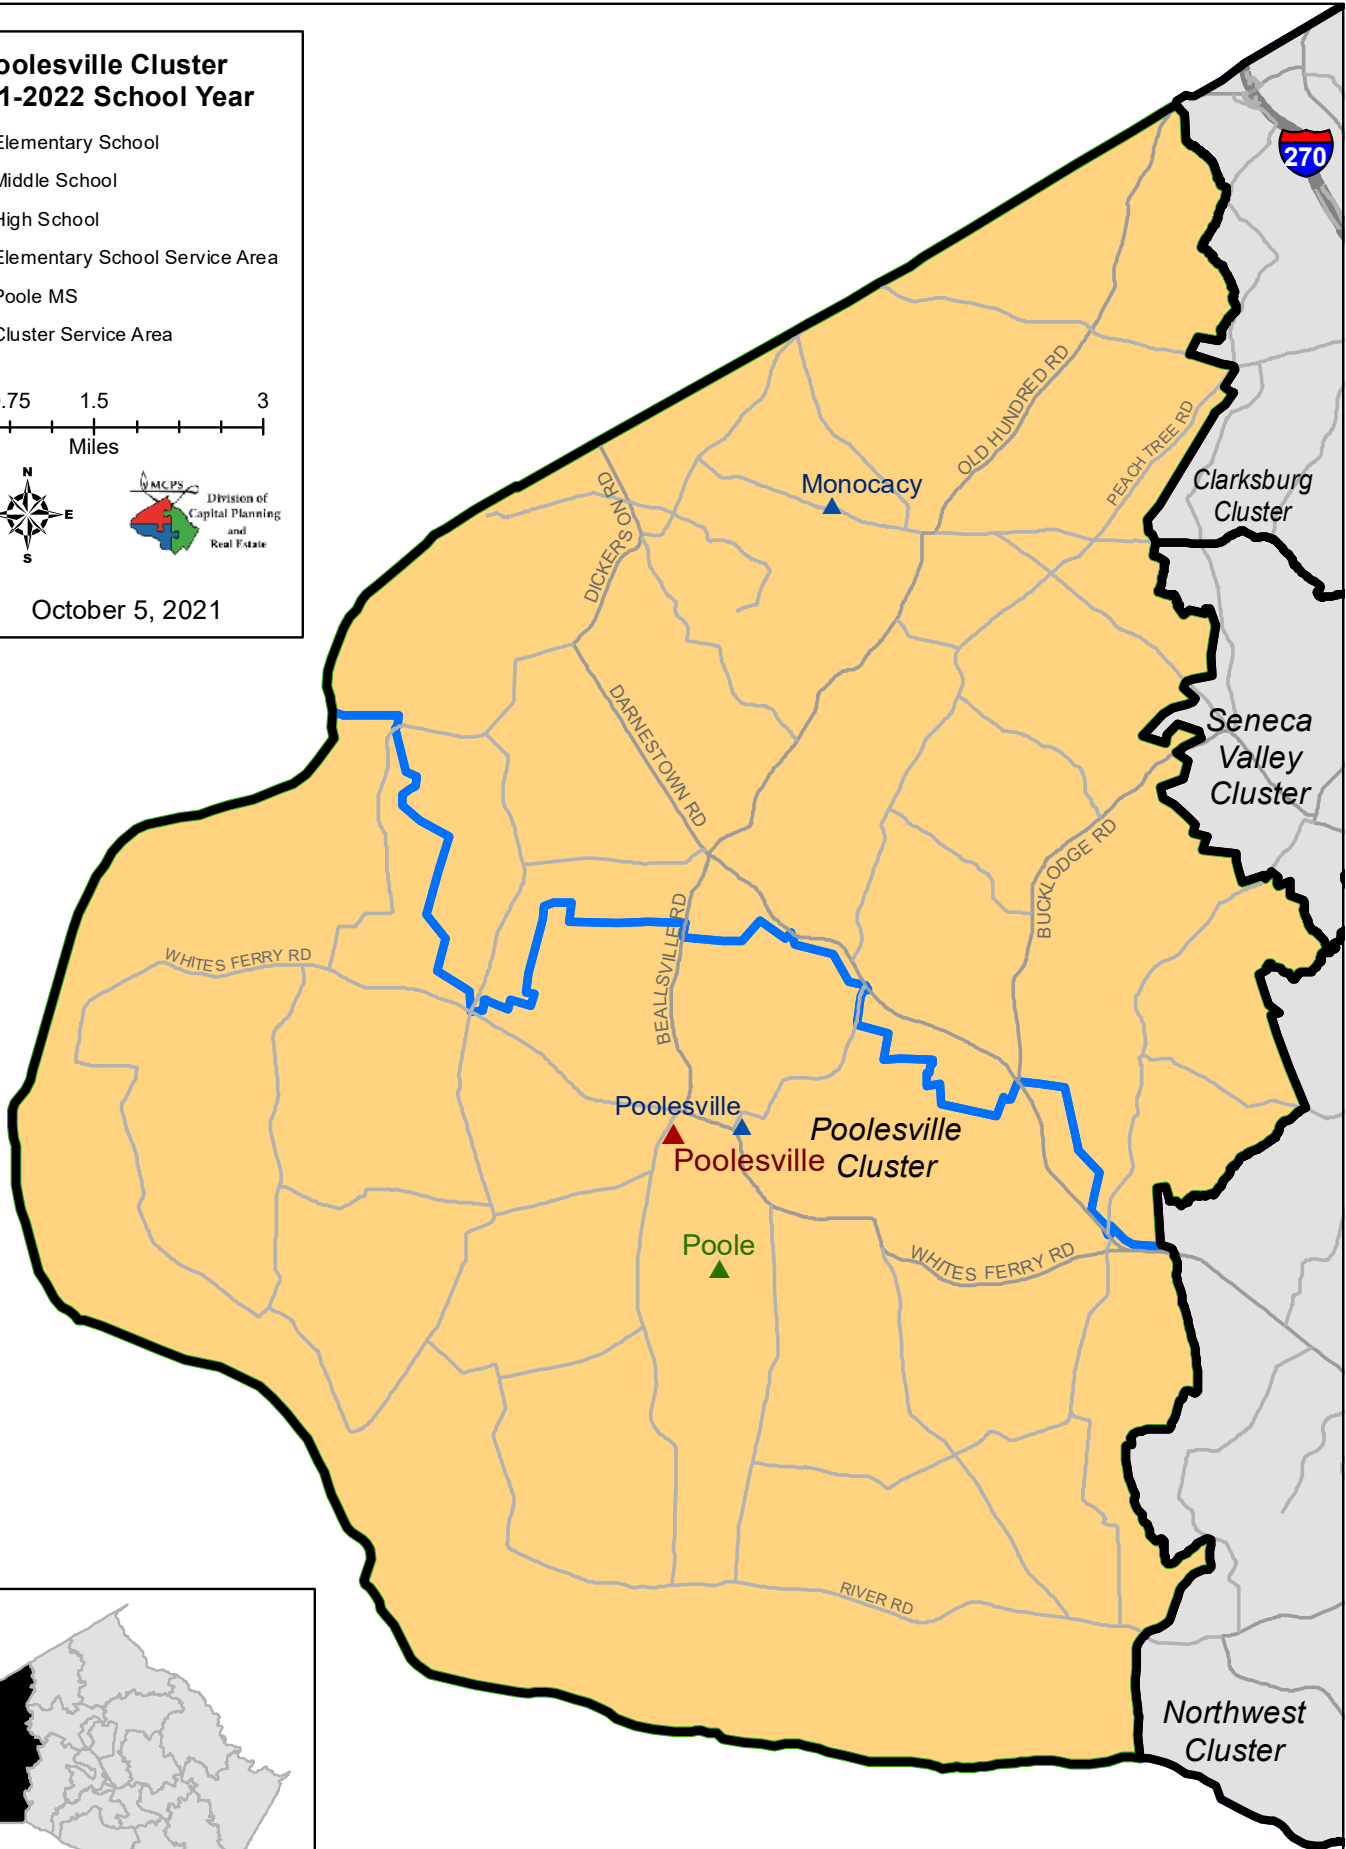 oolesville Cluster
1-2022 School Year
Elementary School
Middle School
High School
Elementary School Service Area
Poole MS
Cluster Service Area
.75 1.5 3
Miles
N
E
S
MCPS
Division of
Capital Planning
and
Real Estate
October 5, 2021
270
OLD HUNDRED RD
PEACH TREE RD
Monocacy
Clarksburg
Cluster
DICKERSON RD
DARNESTOWN RD
Seneca
Valley
Cluster
BUCKLODGE RD
BEALLSVILLE RD
WHITES FERRY RD
Poolesville
Poolesville
Poolesville
Cluster
Poole
WHITES FERRY RD
RIVER RD
Northwest
Cluster